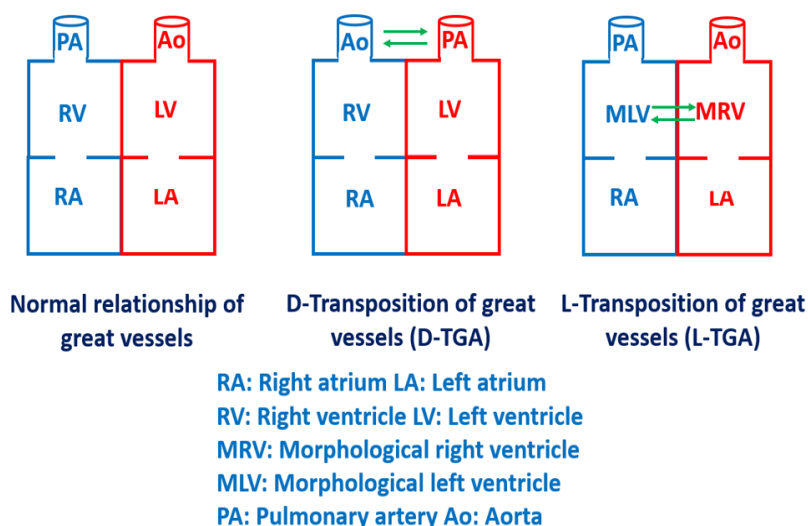 PA Ao Ao PA PA Ao
RV LV RV LV MLV MRV
RA LA RA LA RA LA
Normal relationship of great vessels
D-Transposition of great vessels (D-TGA)
L-Transposition of great vessels (L-TGA)
RA: Right atrium LA: Left atrium
RV: Right ventricle LV: Left ventricle
MRV: Morphological right ventricle
MLV: Morphological left ventricle
PA: Pulmonary artery Ao: Aorta